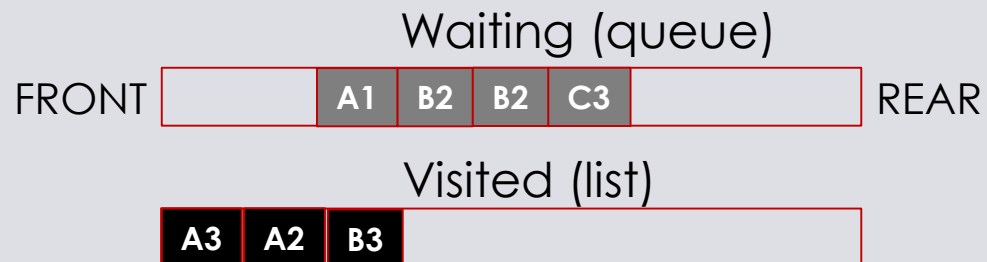 Waiting (queue)
FRONT A1 B2 B2 C3 REAR
Visited (list)
A3 A2 B3